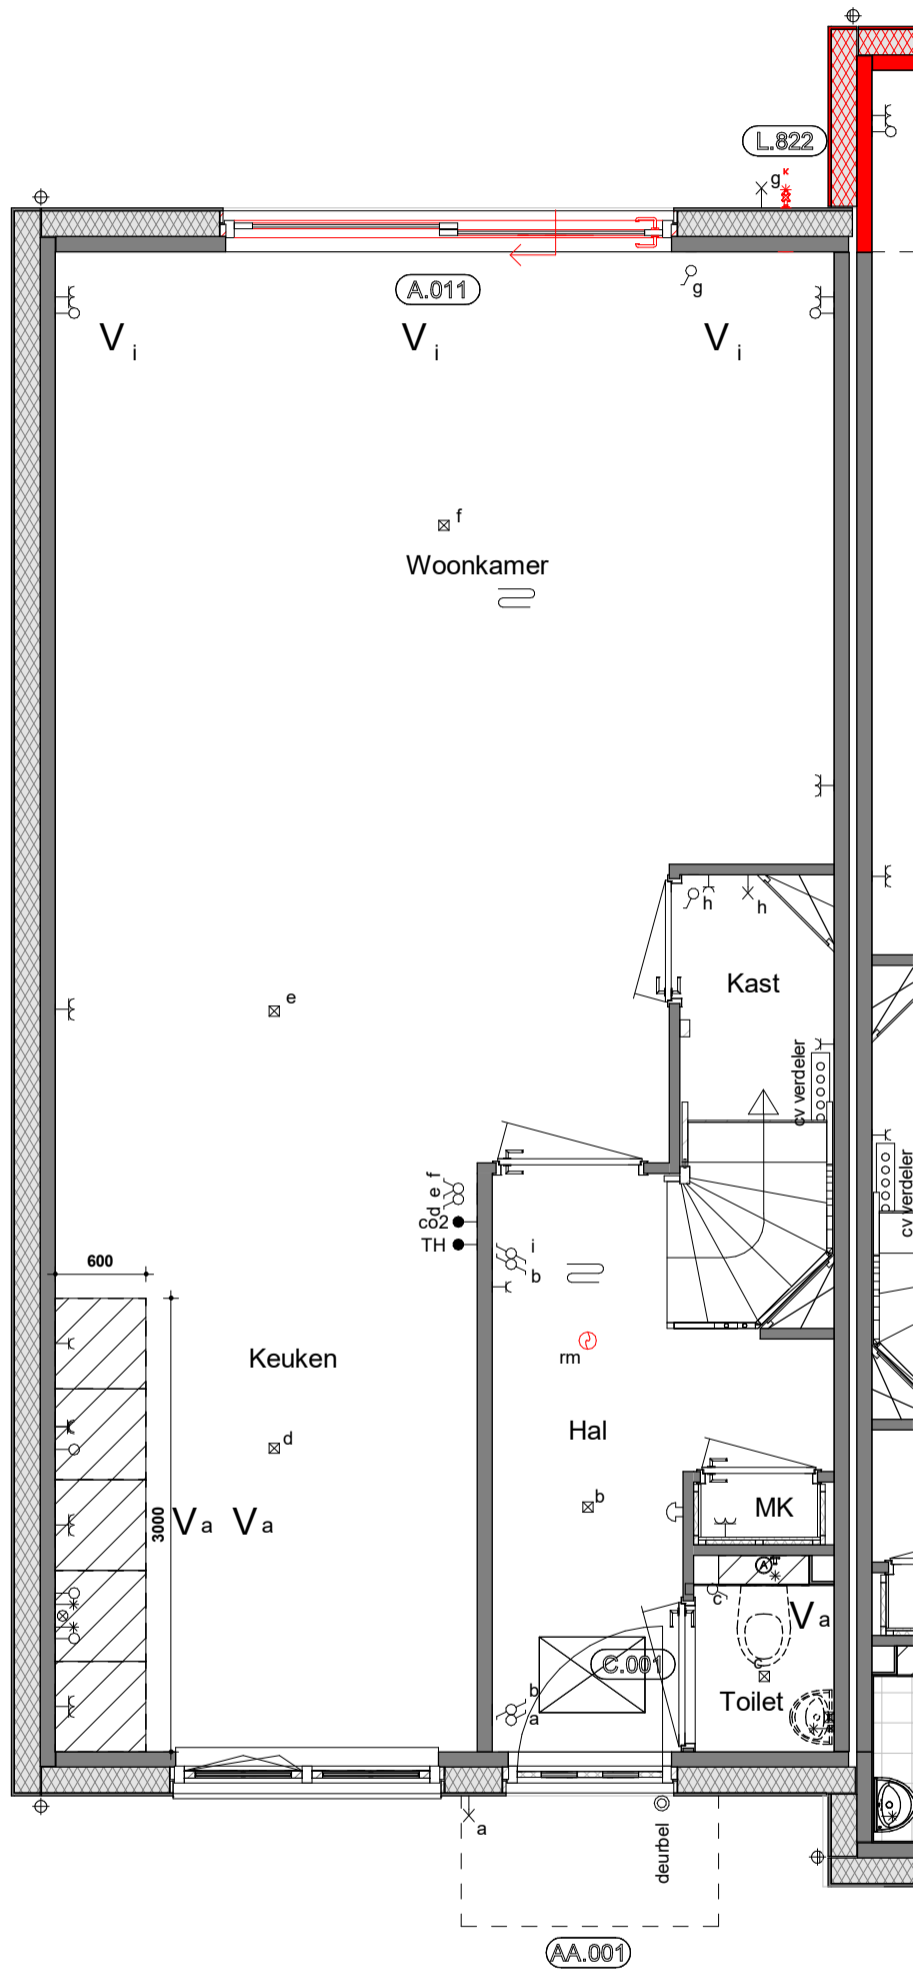 L.822
K
g
A.011
g
V i
V i
V i
f
Woonkamer
h
h
Kast
e
cv verdeler
cv verdeler
d e f
co2
TH
i
b
600
rm
Keuken
Hal
d
3000
V a
V a
b
MK
A
c
V a
C.001
c
Toilet
b
a
a
deurbel
AA.001